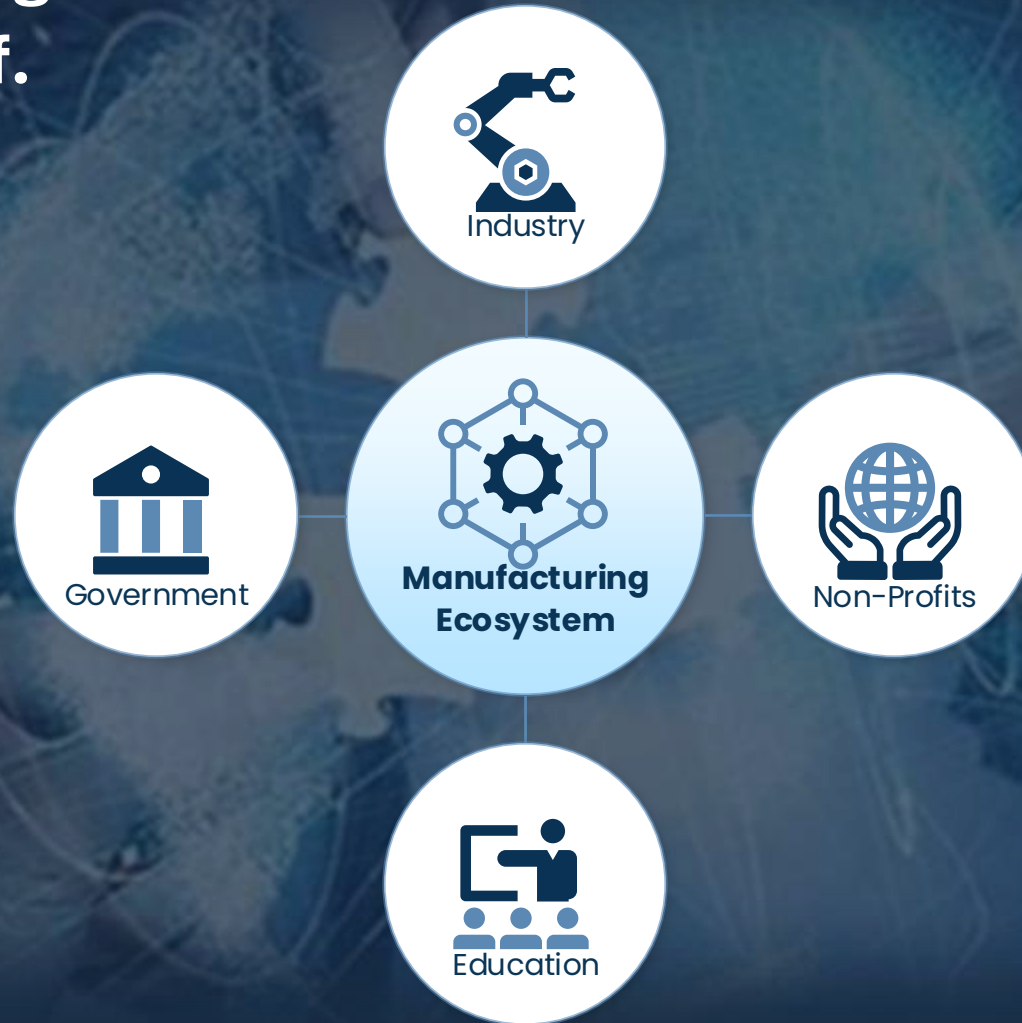 f.
Industry
Government
Manufacturing
Ecosystem
Non-Profits
Education